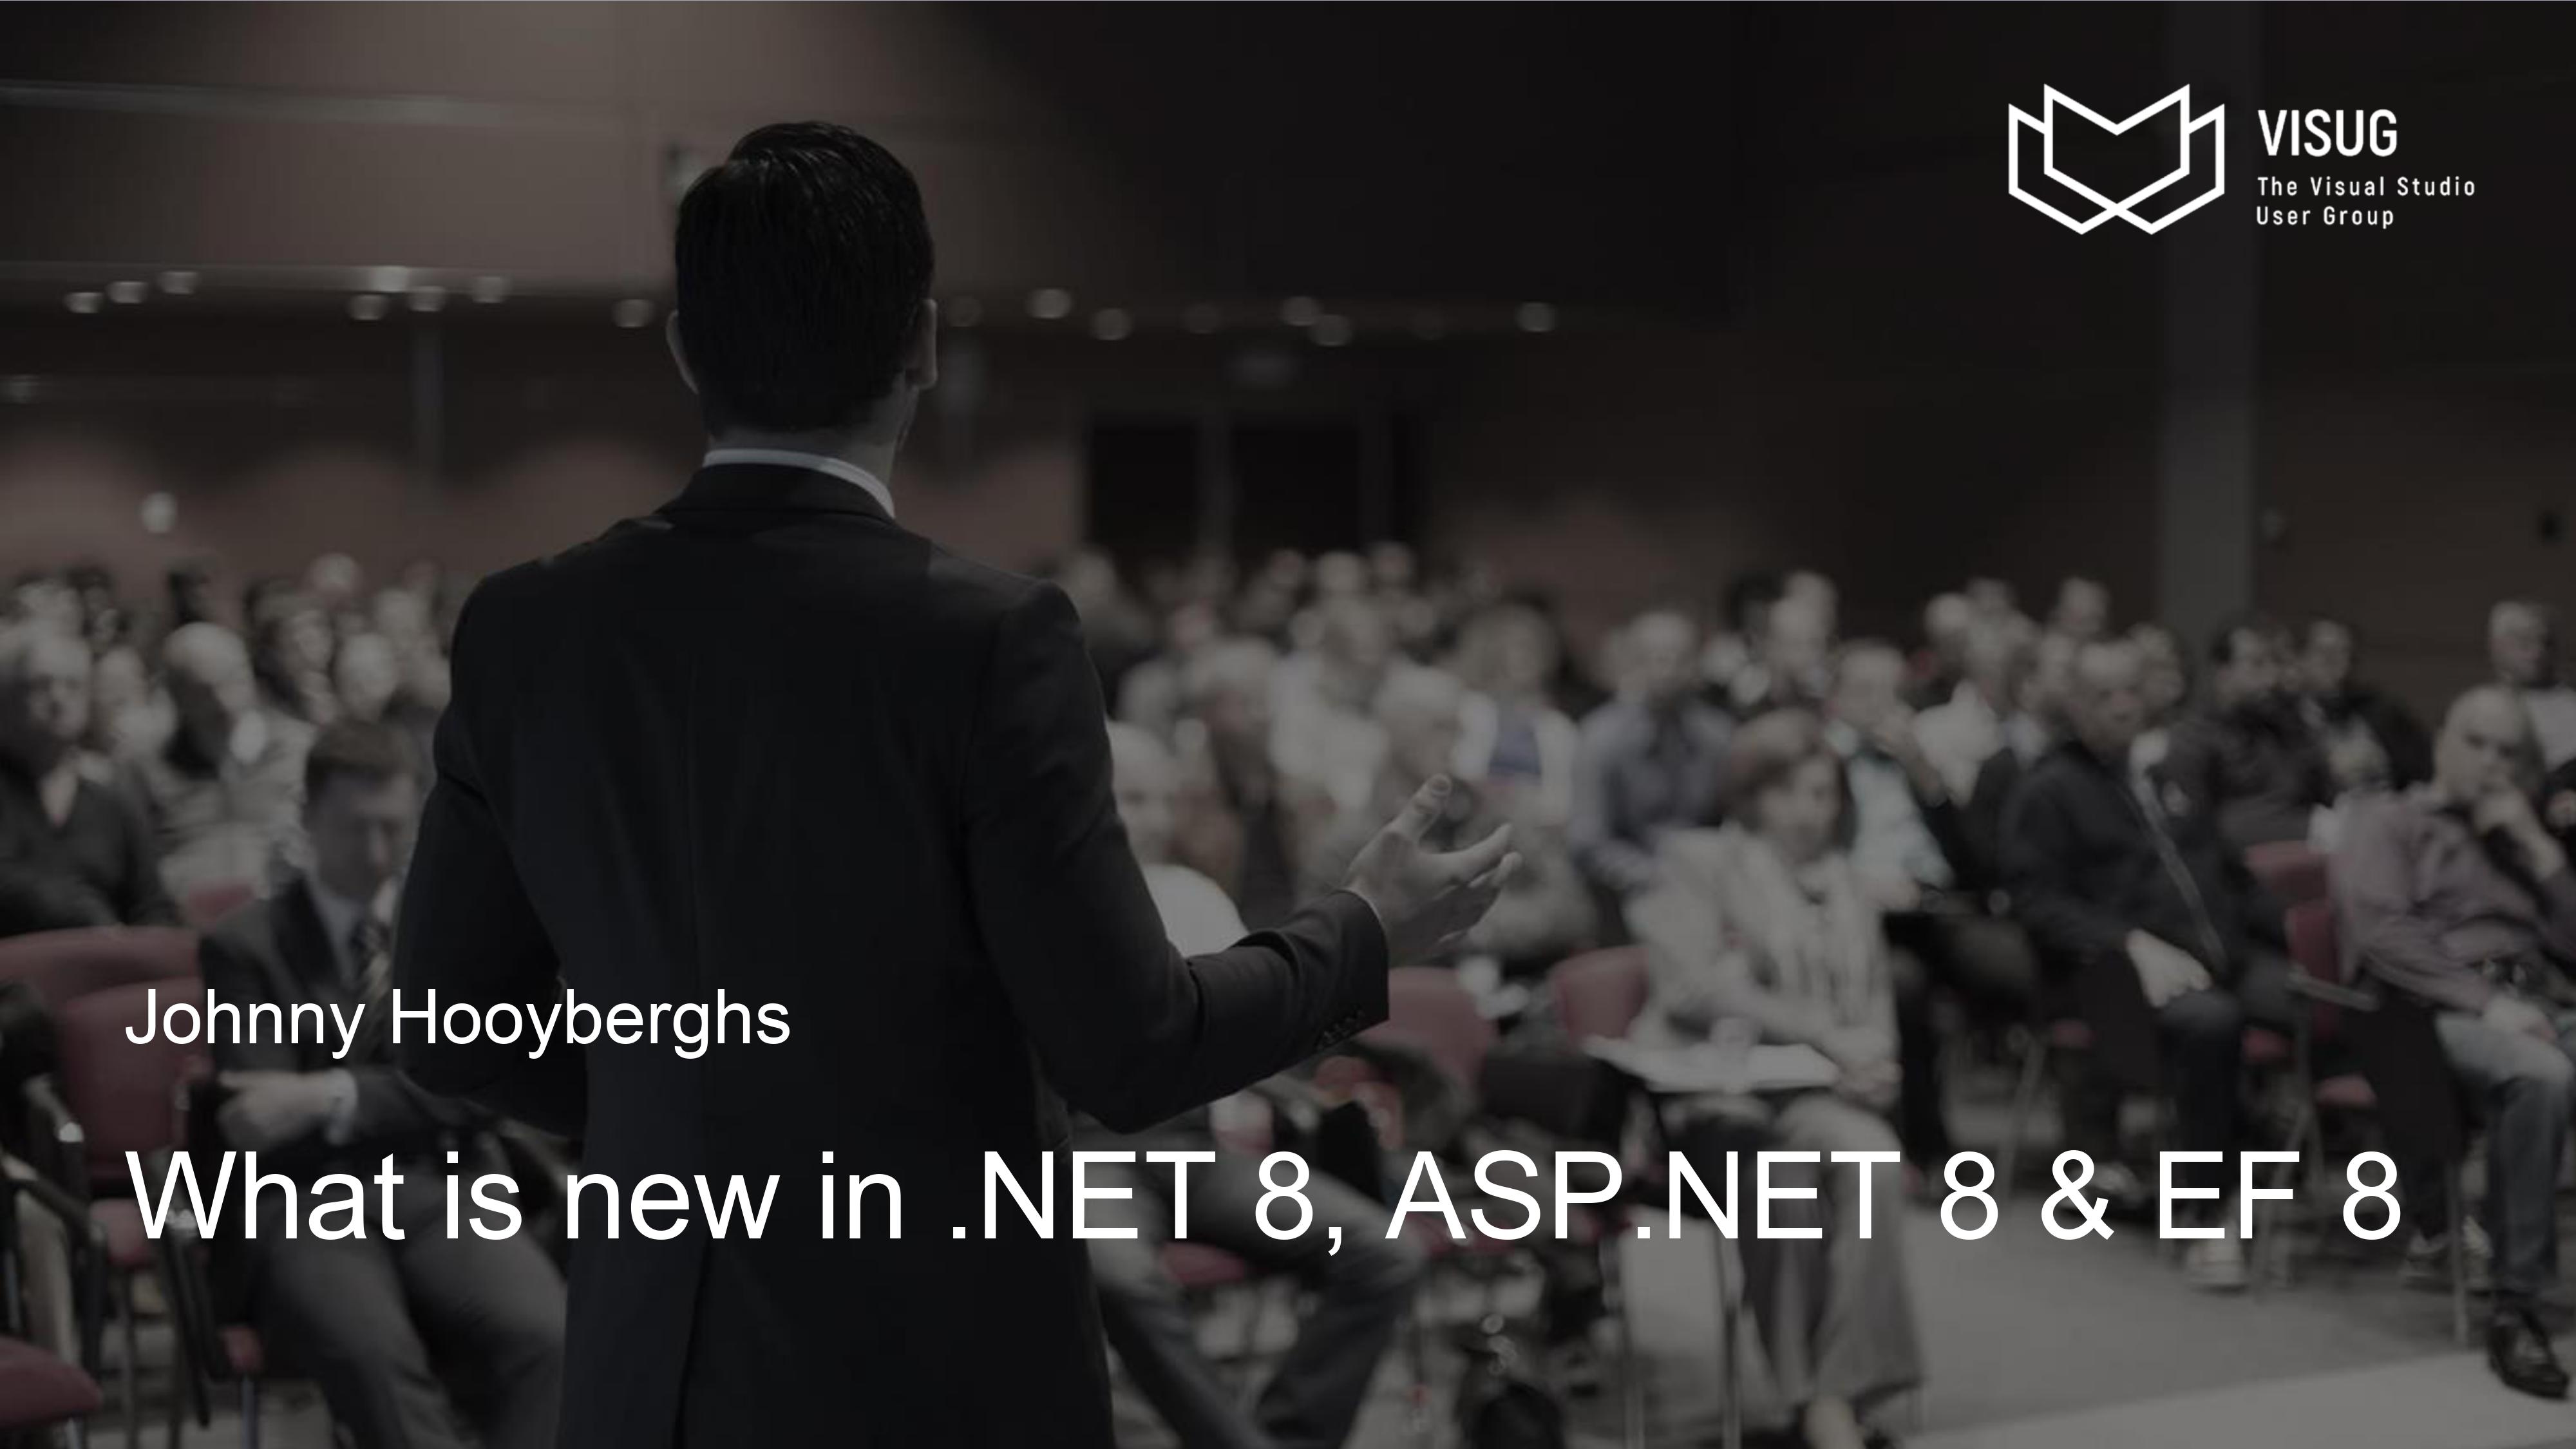 VISUG
The Visual Studio
User Group
Johnny Hooyberghs
What is new in .NET 8, ASP.NET 8 & EF 8